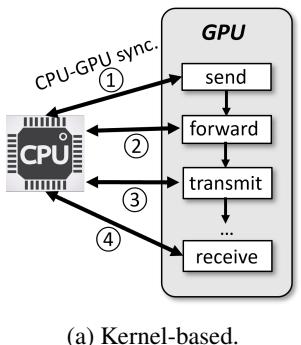 GPU
CPU-GPU sync.
①
send
②
forward
CPU
③
transmit
...
④
receive
(a) Kernel-based.